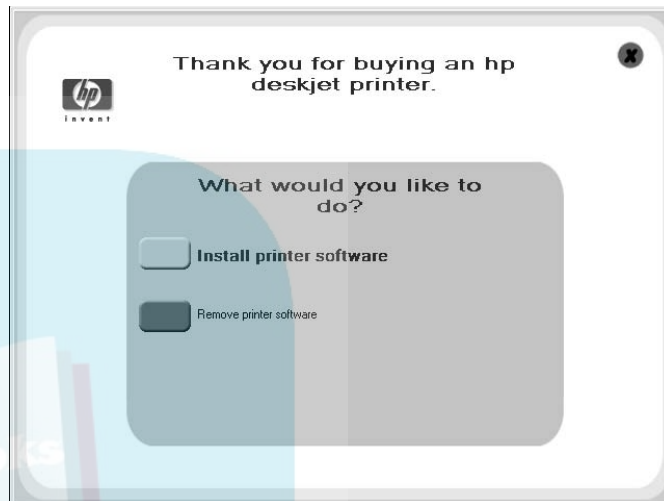 Thank you for buying an hp
deskjet printer.
hp
invent
What would you like to
do?
Install printer software
Remove printer software
ks